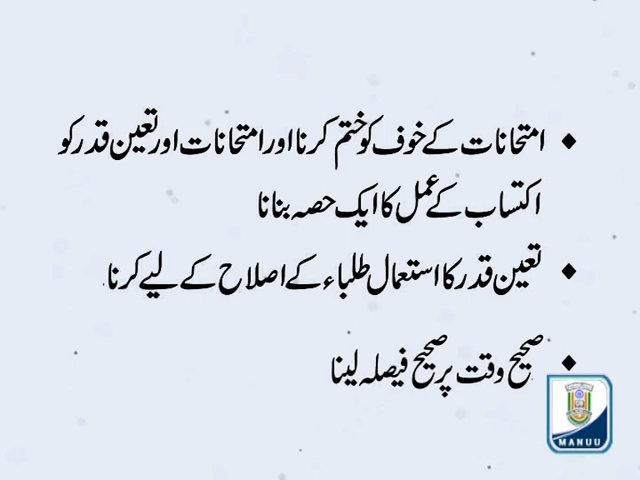 امتحانات کے خوف کو ختم کرنا اور امتحانات اور تعین قدر کو
اکتساب کے عمل کا ایک حصہ بنانا
تعین قدر کا استعمال طلباء کے اصلاح کے لیے کرنا
صحیح وقت پر صحیح فیصلہ لینا
MANUU